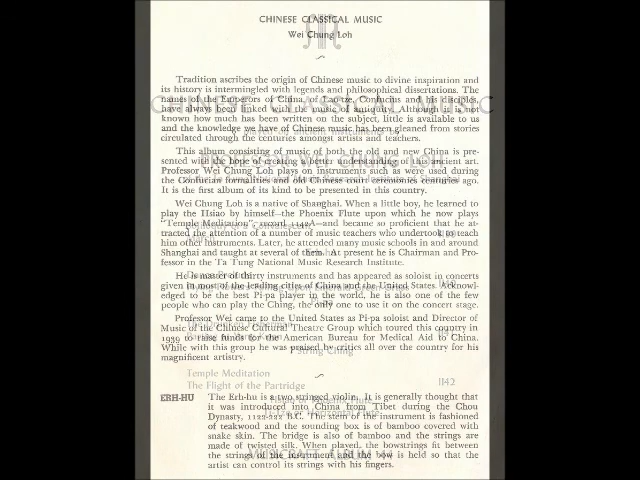 CHINESE CLASSICAL MUSIC
Wei Chung Loh
Tradition ascribes the origin of Chinese music to divine inspiration and
its history is intermingled with legends and philosophical dissertations. The
names of the Emperors of China, of Laotze, Confucius and his disciples,
have always been linked with the music of antiquity. Although it is not
known how much has been written on the subject, little is available to us
and the knowledge we have of Chinese music has been gleaned from stories
circulated through the centuries amongst artists and teachers.
This album consisting of music of both the old and new China is pre-
sented with the hope of creating a better understanding of this ancient art.
Professor Wei Chung Loh plays on instruments such as were used during
the Confucian formalities and old Chinese court ceremonies centuries ago.
It is the first album of its kind to be presented in this country.
Wei Chung Loh is a native of Shanghai. When a little boy, he learned to
play the Hsiao by himself—the Phoenix Flute upon which he now plays
"Temple Meditation" record 1142A—and became so proficient that he at-
tracted the attention of a number of music teachers who undertook to teach
him other instruments. Later, he attended many music schools in and around
Shanghai and taught at several of them. At present he is Chairman and Pro-
fessor in the Ta Tung National Music Research Institute.
He is master of thirty instruments and has appeared as soloist in concerts
given in most of the leading cities of China and the United States. Acknowl-
edged to be the best Pi-pa player in the world, he is also one of the few
people who can play the Ching, the only one to use it on the concert stage.
Professor Wei came to the United States as Pi-pa soloist and Director of
Music of the Chinese Cultural Theatre Group which toured this country in
1939 to raise funds for the American Bureau for Medical Aid to China.
While with this group he was praised by critics all over the country for his
magnificent artistry.
Temple Meditation
The Flight of the Partridge
1142
ERH-HU The Erh-hu is a two stringed violin. It is generally thought that
it was introduced into China from Tibet during the Chou
Dynasty, 1122-222 B.C. The stem of the instrument is fashioned
of teakwood and the sounding box is of bamboo covered with
snake skin. The bridge is also of bamboo and the strings are
made of twisted silk. When played, the bowstrings fit between
the strings of the instrument and the bow is held so that the
artist can control its strings with his fingers.
CHINESE CLASSICAL MUSIC
PROFESSOR WEI CHUNG LOH
MUSICRAFT ALBUM